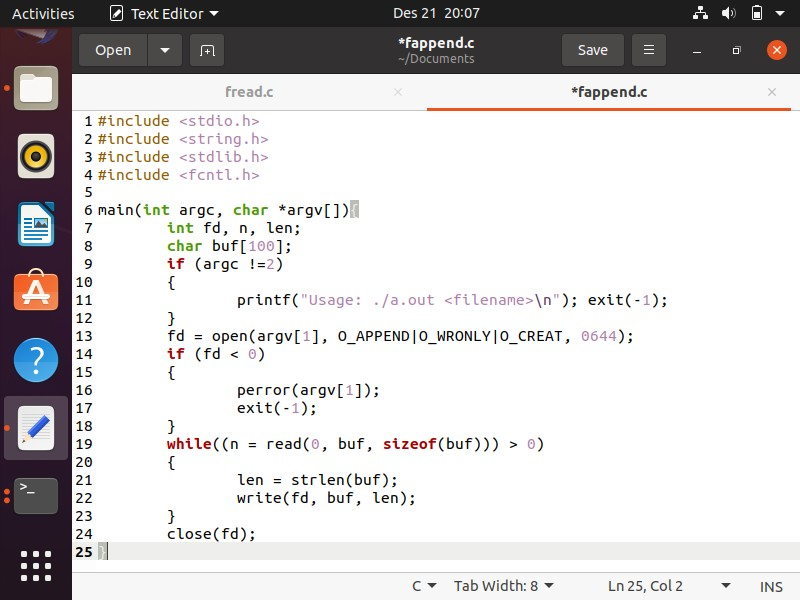 Activities Text Editor Des 21 20:07
Open *fappend.c ~/Documents Save
fread.c *fappend.c
1 #include <stdio.h>
2 #include <string.h>
3 #include <stdlib.h>
4 #include <fcntl.h>
5
6 main(int argc, char *argv[]){
7 int fd, n, len;
8 char buf[100];
9 if (argc !=2)
10 {
11 printf("Usage: ./a.out <filename>\n"); exit(-1);
12 }
13 fd = open(argv[1], O_APPEND|O_WRONLY|O_CREAT, 0644);
14 if (fd < 0)
15 {
16 perror(argv[1]);
17 exit(-1);
18 }
19 while((n = read(0, buf, sizeof(buf))) > 0)
20 {
21 len = strlen(buf);
22 write(fd, buf, len);
23 }
24 close(fd);
25 }
C Tab Width: 8 Ln 25, Col 2 INS